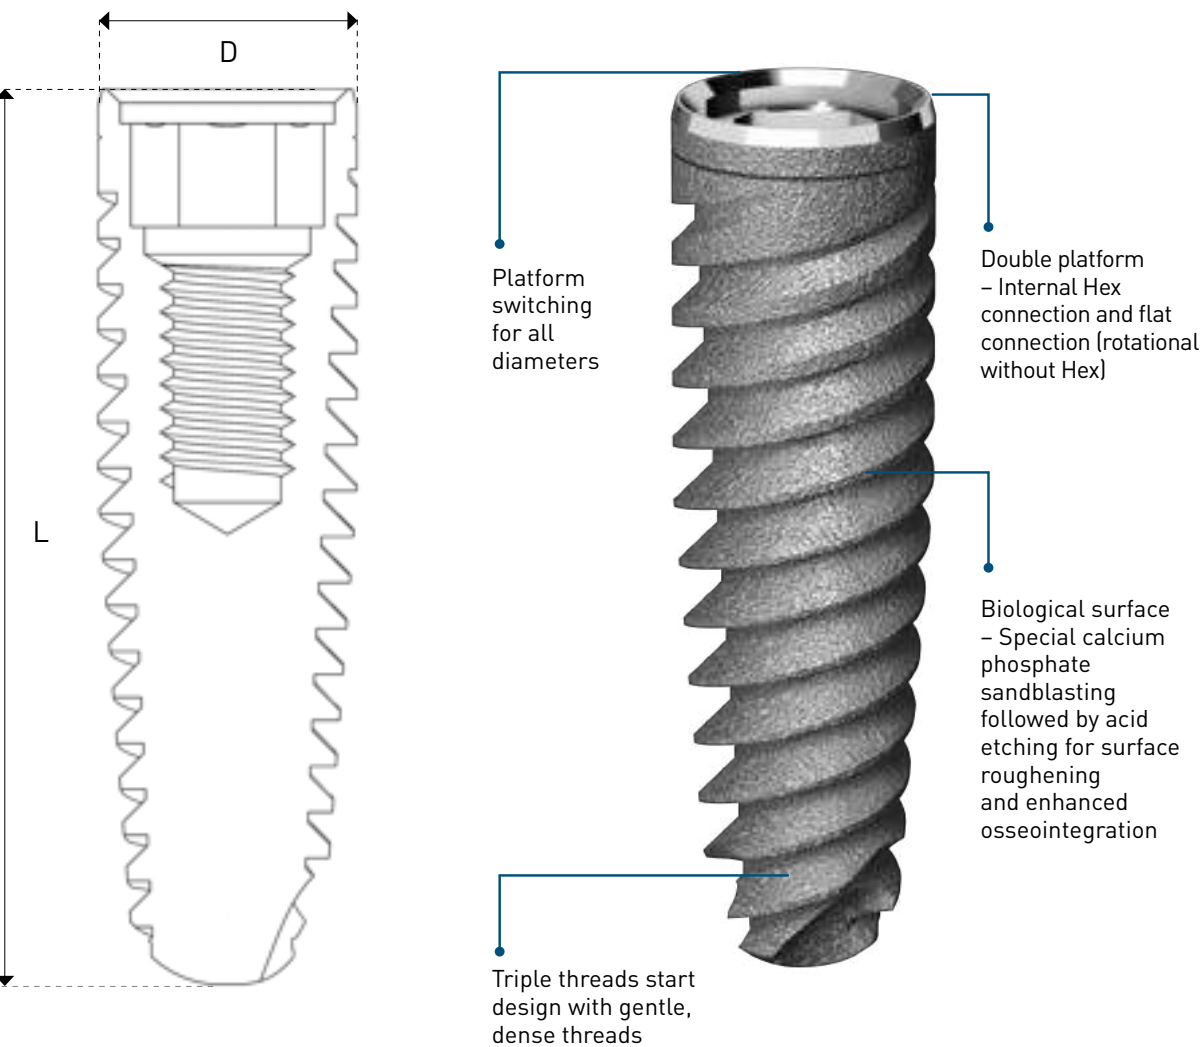 D
L
Platform
switching
for all
diameters
Double platform
– Internal Hex
connection and flat
connection (rotational
without Hex)
Biological surface
– Special calcium
phosphate
sandblasting
followed by acid
etching for surface
roughening
and enhanced
osseointegration
Triple threads start
design with gentle,
dense threads